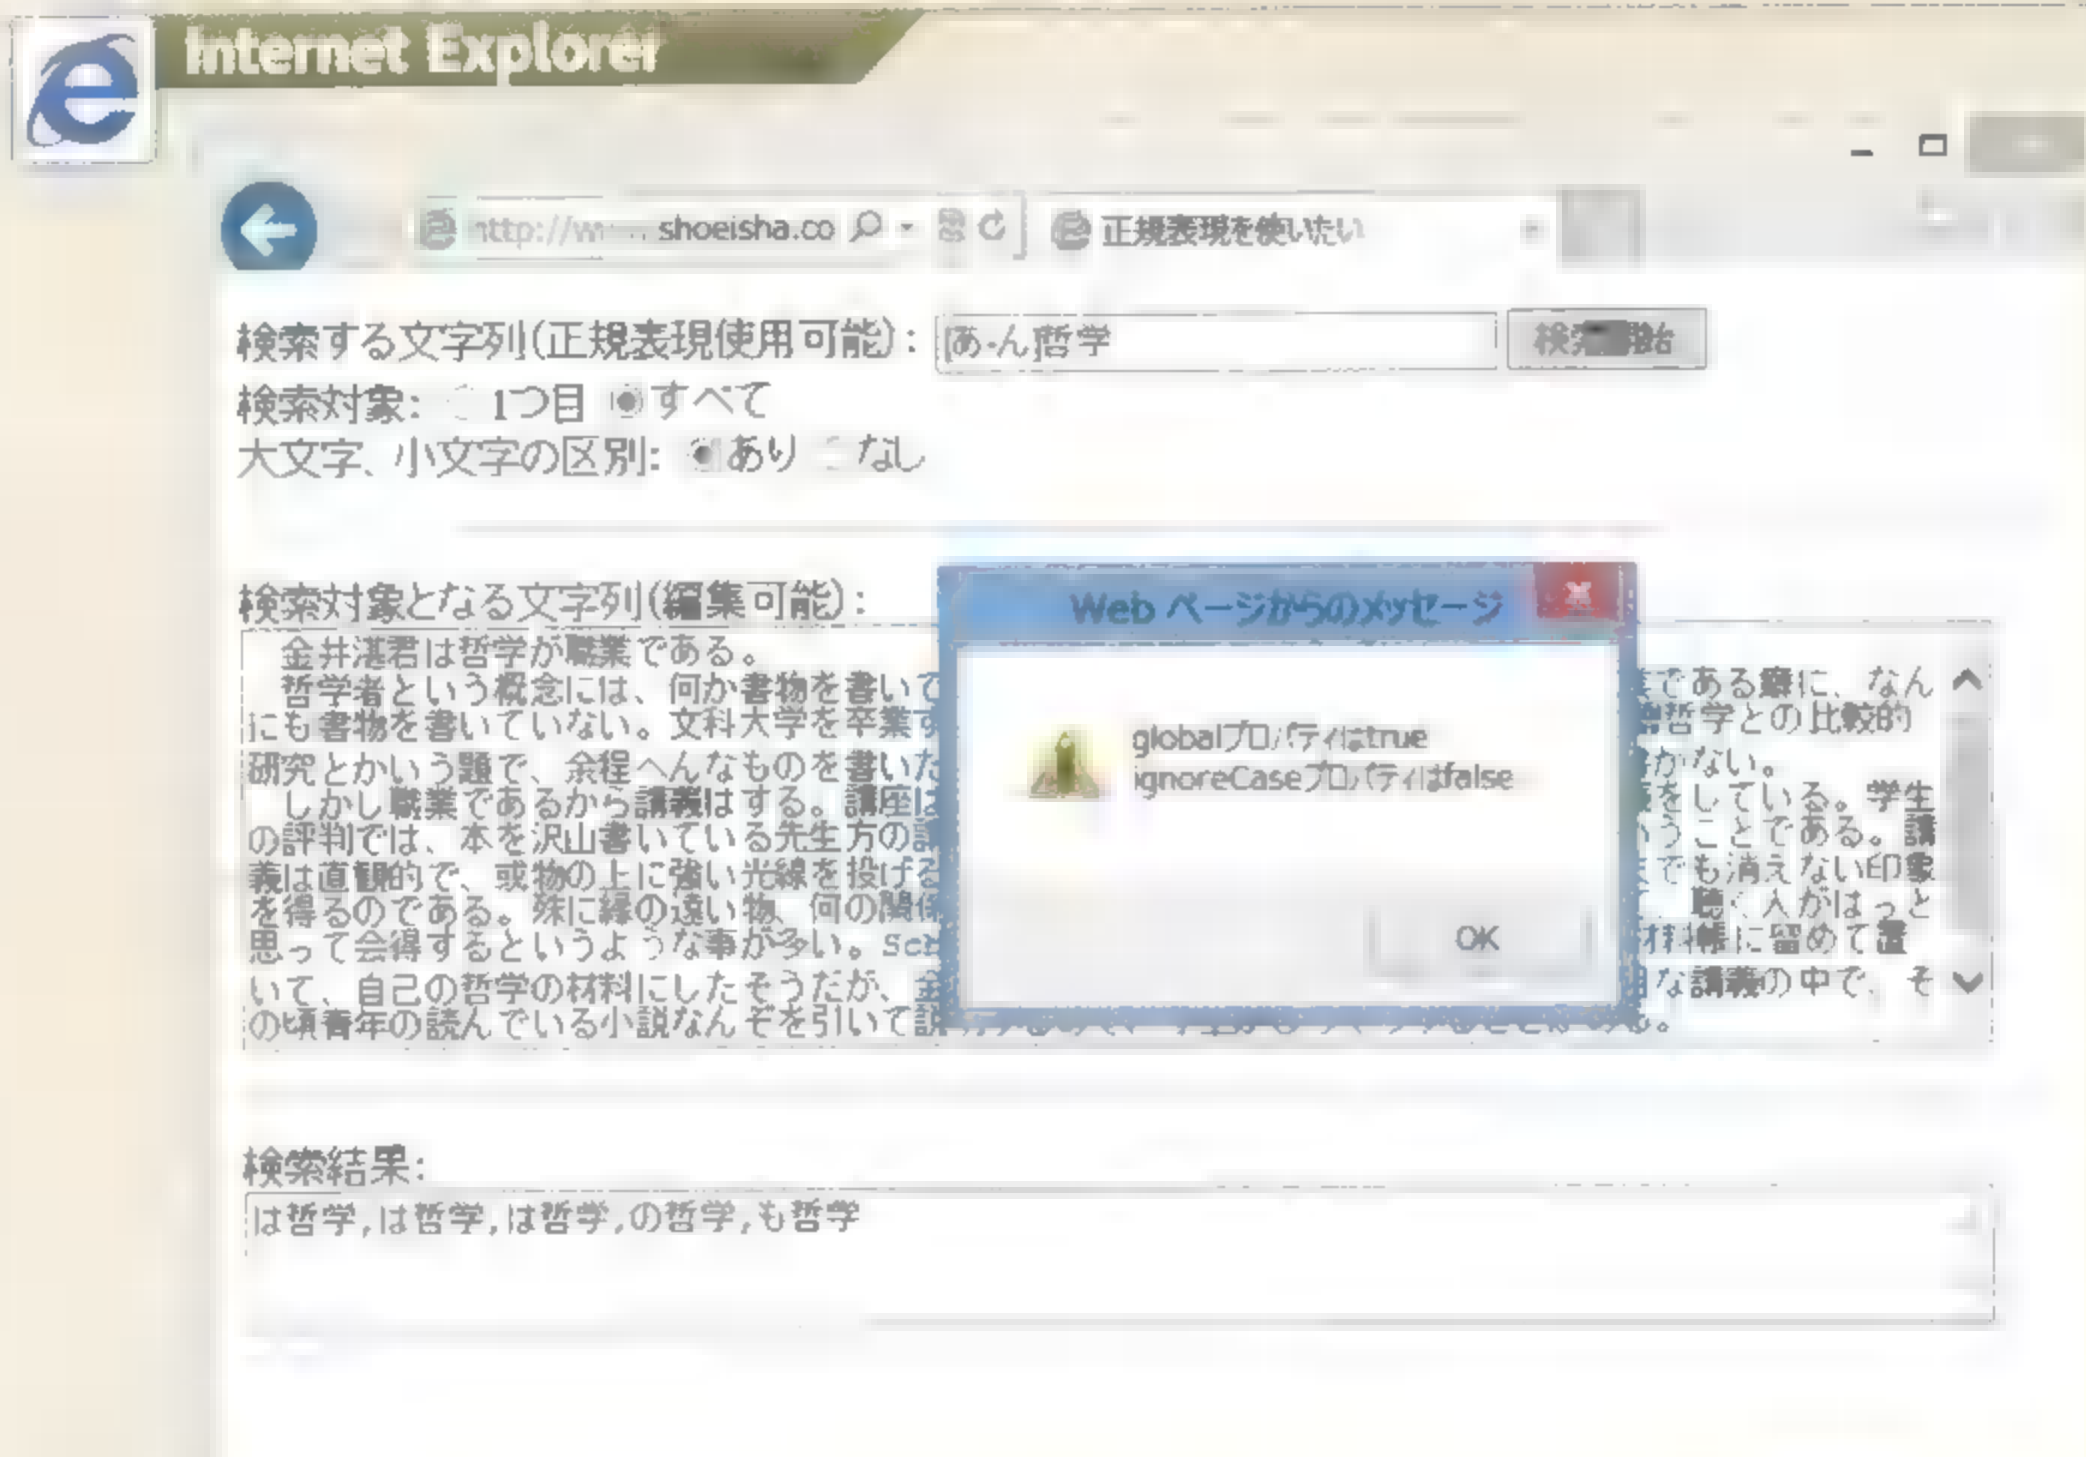 Internet Explorer
shoeisha.co
正規表現を使いたい
検索する文字列(正規表現使用可能): [あ-ん]哲学
検索対象: 1つ目 すべて
大文字、小文字の区別: あり なし
検索対象となる文字列(編集可能):
金井湛君は哲学が職業である。
哲学者という概念には、何か書物を書いて
である癖に、なん
にも書物を書いていない。文科大学を卒業す
哲学との比較的
研究とかいう題で、余程へんなものを書いた
かない。
しかし職業であるから講義はする。講座は
をしている。学生
の評判では、本を沢山書いている先生方の
うことである。講
義は直観的で、或物の上に強い光線を投げる
でも消えない印象
を得るのである。殊に縁の遠い物、何の関係
聴く人がはっと
思って会得するというような事が多い。Sch
材料帳に留めて置
いて、自己の哲学の材料にしたそうだが、金
な講義の中で、そ
の頃青年の読んでいる小説なんぞを引いて説
Web ページからのメッセージ
globalプロパティはtrue
ignoreCaseプロパティはfalse
OK
検索結果:
は哲学,は哲学,は哲学,の哲学,も哲学